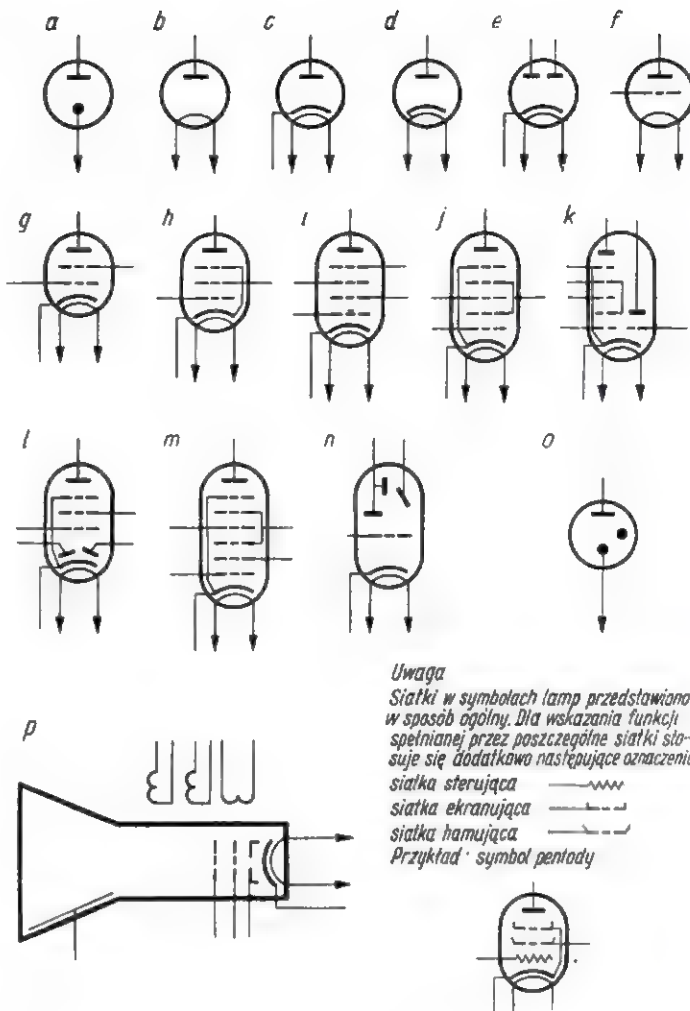 a b c d e f
g h i j k
l m n o
p
Uwaga
Siatki w symbolach lamp przedstawiono
w sposób ogólny. Dla wskazania funkcji
spełnianej przez poszczególne siatki sto-
suje się dodatkowo następujące oznaczenia
siatka sterująca
siatka ekranująca
siatka hamująca
Przykład: symbol pentody